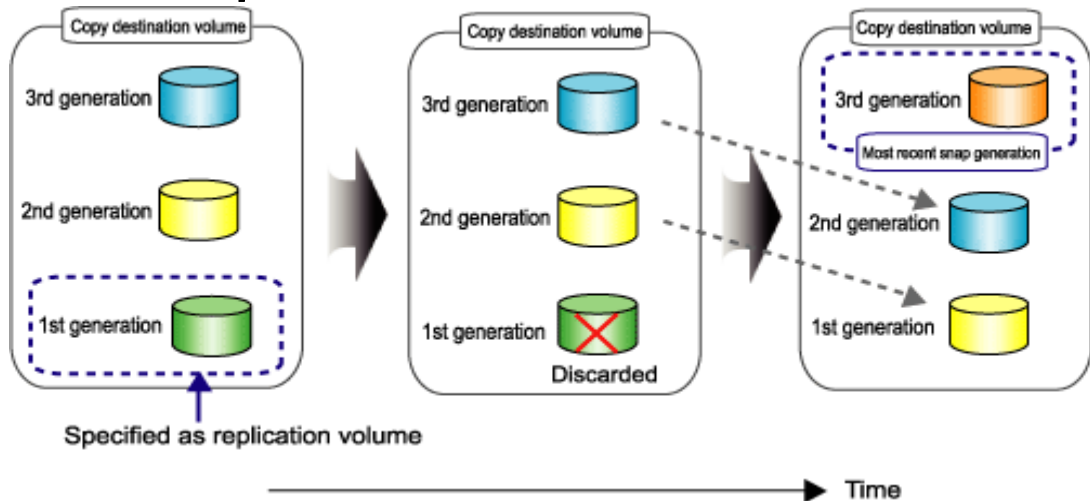 Copy destination volume
3rd generation
2nd generation
1st generation
Specified as replication volume
Copy destination volume
3rd generation
2nd generation
1st generation
Discarded
Copy destination volume
3rd generation
Most recent snap generation
2nd generation
1st generation
Time